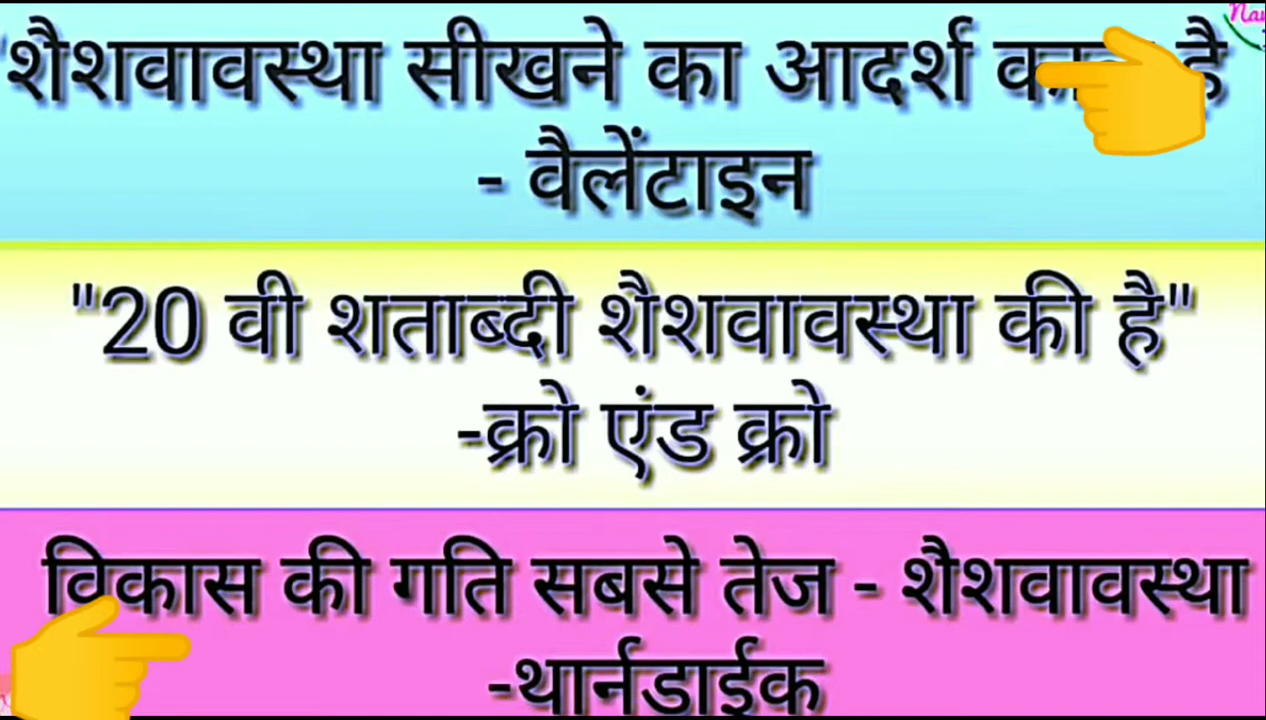 "शैशवावस्था सीखने का आदर्श है
- वैलेंटाइन
"20 वी शताब्दी शैशवावस्था की है"
-क्रो एंड क्रो
विकास की गति सबसे तेज - शैशवावस्था
-थार्नडाईक